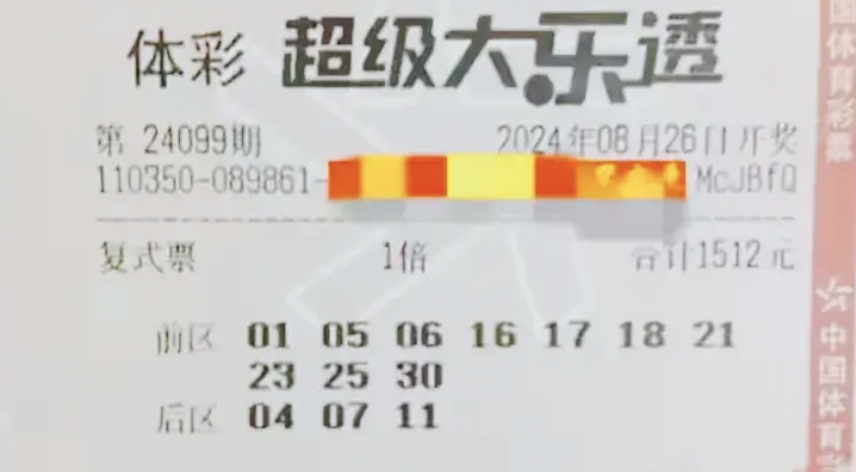 体彩 超级大乐透
第 24099期 2024年08月26日开奖
110350-089861- McJBfQ
复式票 1倍 合计1512元
前区 01 05 06 16 17 18 21
23 25 30
后区 04 07 11
国体育彩票
中国体育彩